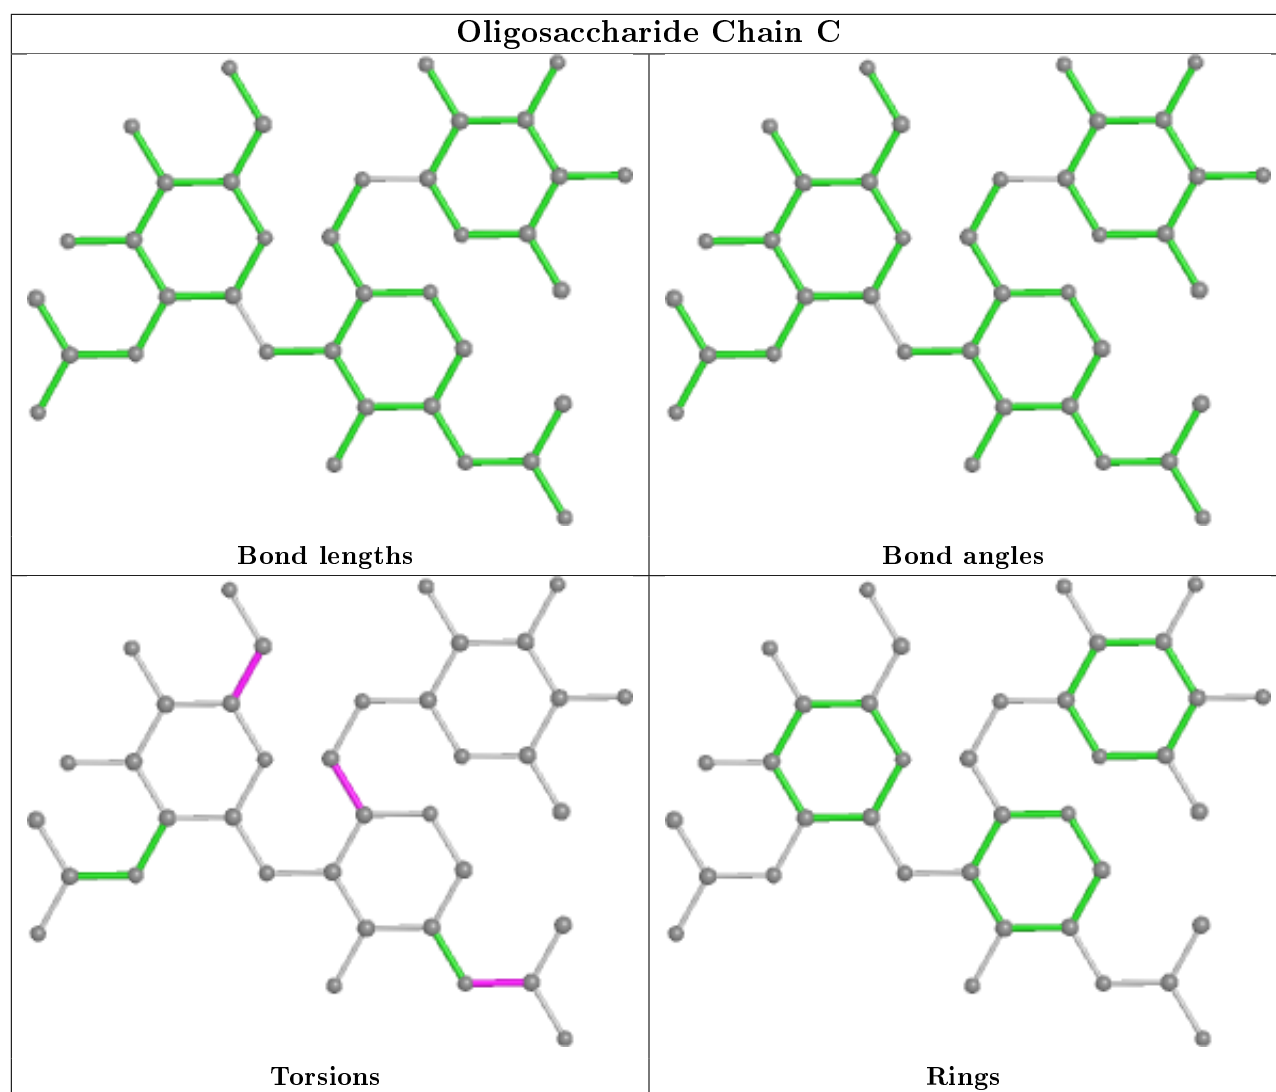 Oligosaccharide Chain C
Bond lengths
Bond angles
Torsions
Rings